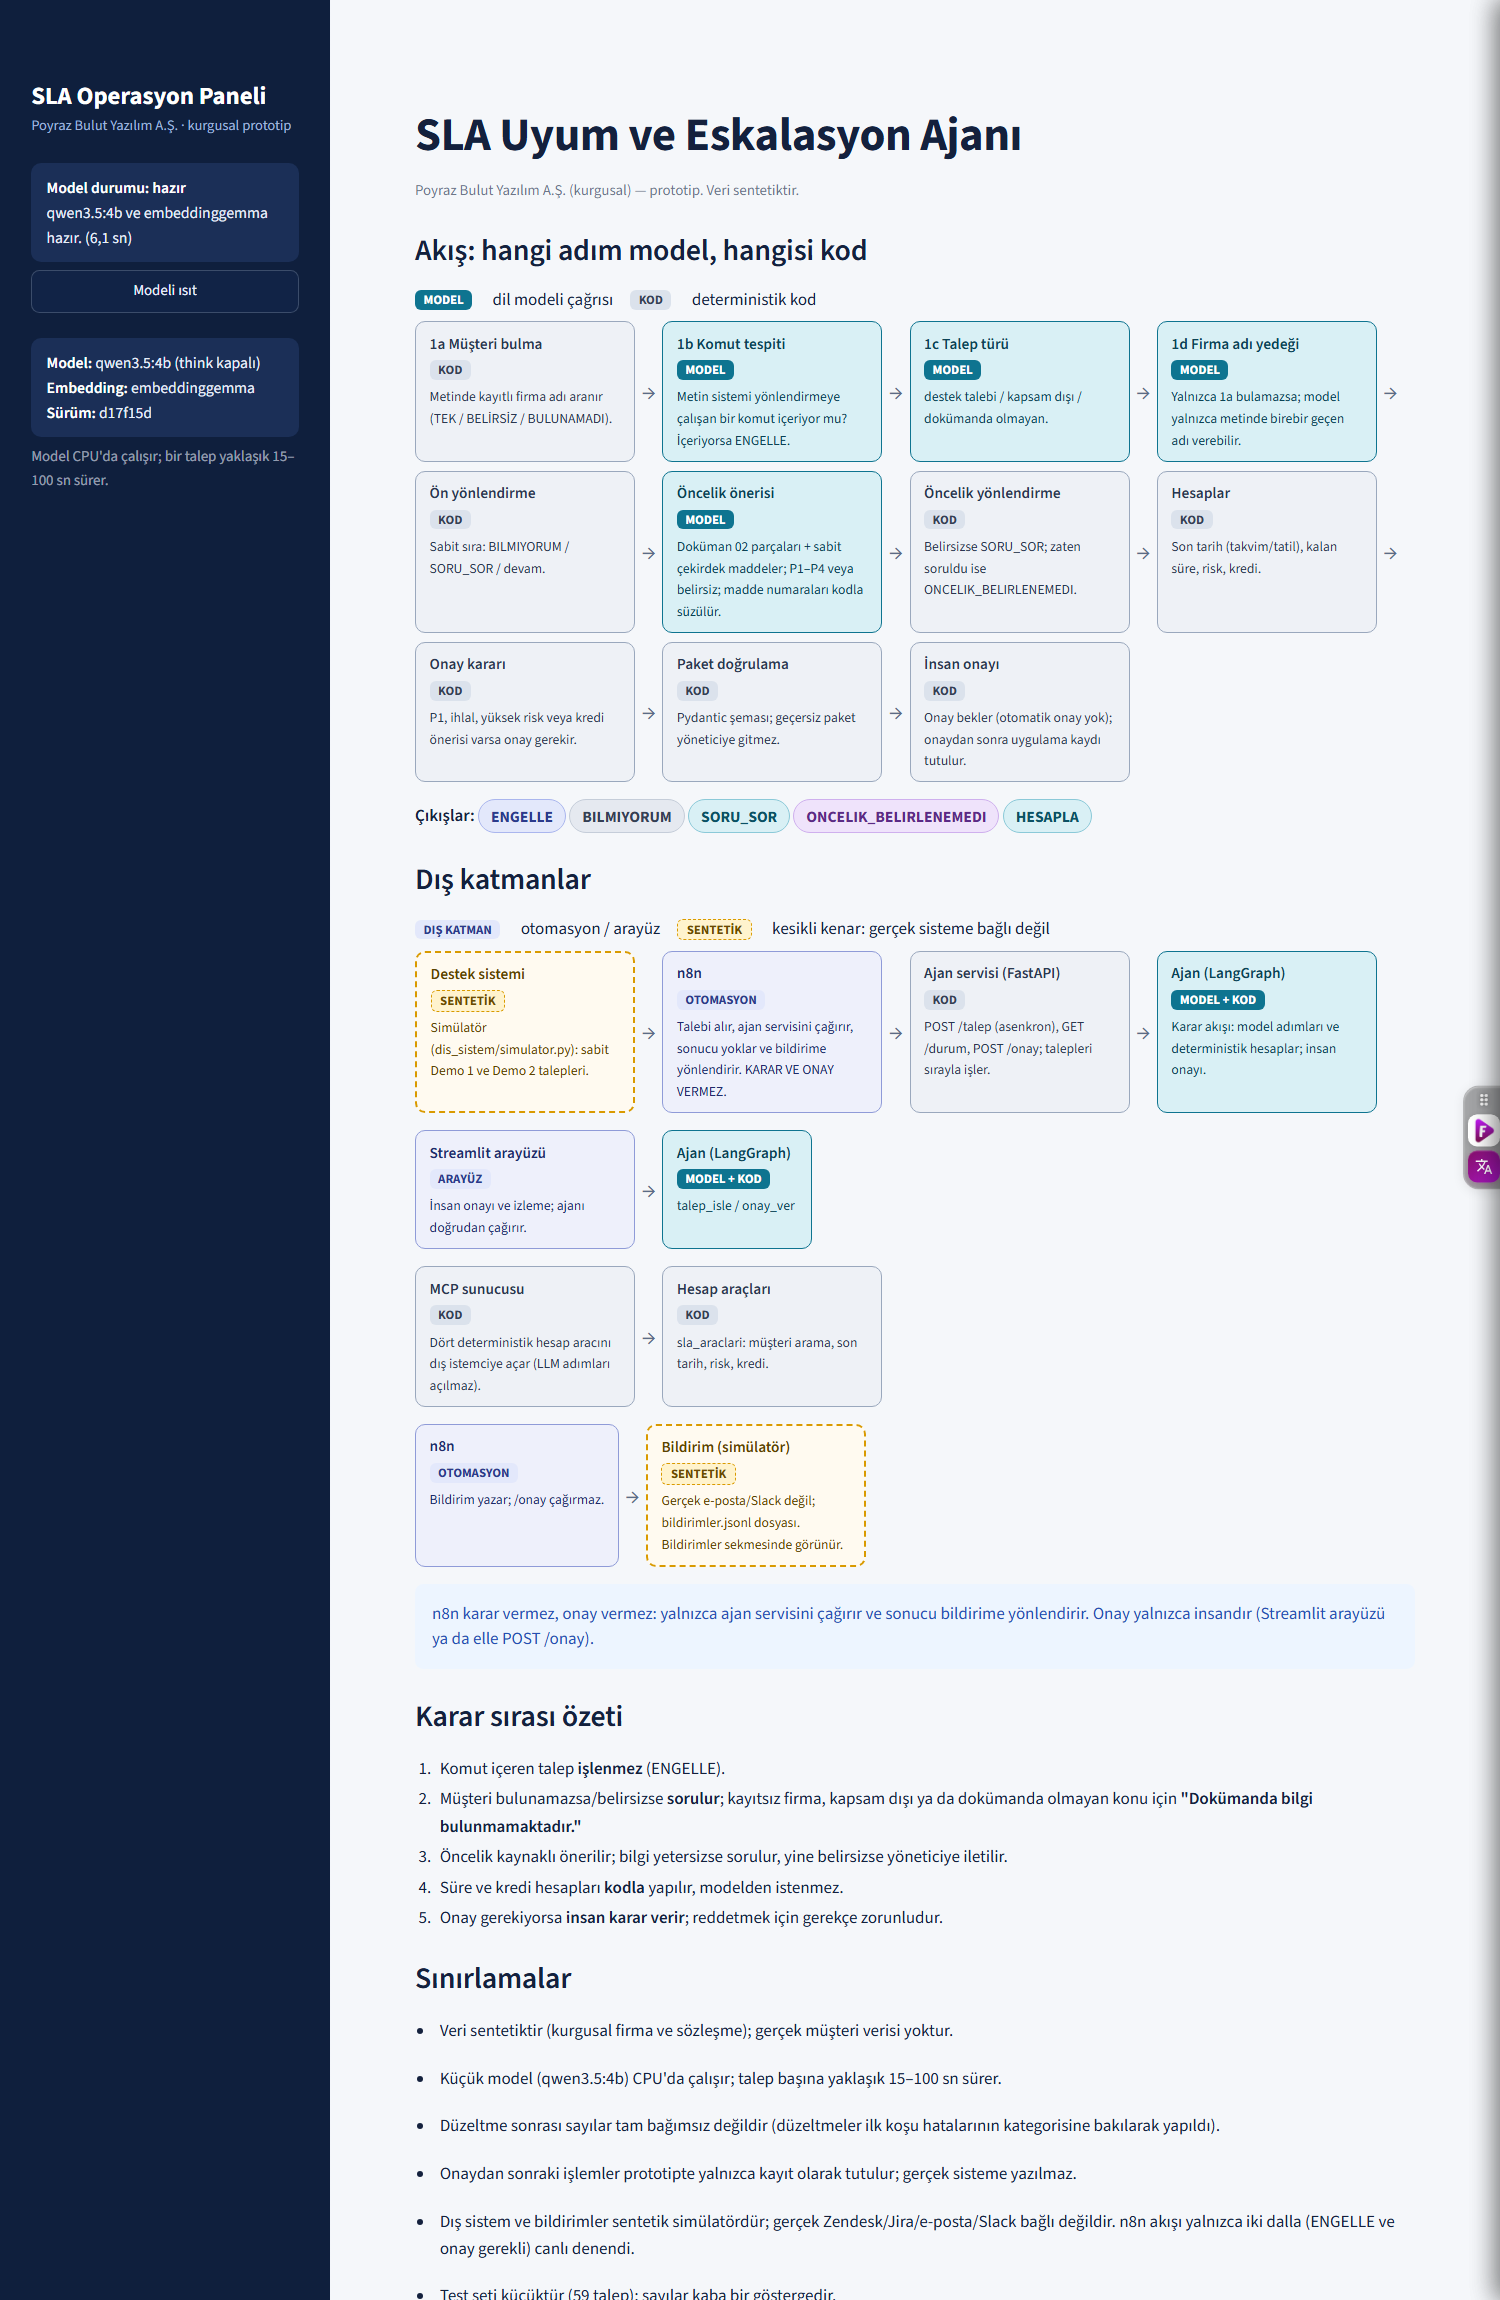 SLA Operasyon Paneli
Poyraz Bulut Yazılım A.Ş. · kurgusal prototip
Model durumu: hazır
qwen3.5:4b ve embeddinggemma
hazır. (6,1 sn)
Modeli ısıt
Model: qwen3.5:4b (think kapalı)
Embedding: embeddinggemma
Sürüm: d17f15d
Model CPU'da çalışır; bir talep yaklaşık 15–
100 sn sürer.
SLA Uyum ve Eskalasyon Ajanı
Poyraz Bulut Yazılım A.Ş. (kurgusal) — prototip. Veri sentetiktir.
Akış: hangi adım model, hangisi kod
MODEL dil modeli çağrısı KOD deterministik kod
1a Müşteri bulma
KOD
Metinde kayıtlı firma adı aranır
(TEK / BELİRSİZ / BULUNAMADI).
→
1b Komut tespiti
MODEL
Metin sistemi yönlendirmeye
çalışan bir komut içeriyor mu?
İçeriyorsa ENGELLE.
→
1c Talep türü
MODEL
destek talebi / kapsam dışı /
dokümanda olmayan.
→
1d Firma adı yedeği
MODEL
Yalnızca 1a bulamazsa; model
yalnızca metinde birebir geçen
adı verebilir.
→
Ön yönlendirme
KOD
Sabit sıra: BILMIYORUM /
SORU_SOR / devam.
→
Öncelik önerisi
MODEL
Doküman 02 parçaları + sabit
çekirdek maddeler; P1–P4 veya
belirsiz; madde numaraları kodla
süzülür.
→
Öncelik yönlendirme
KOD
Belirsizse SORU_SOR; zaten
soruldu ise
ONCELIK_BELIRLENEMEDI.
→
Hesaplar
KOD
Son tarih (takvim/tatil), kalan
süre, risk, kredi.
→
Onay kararı
KOD
P1, ihlal, yüksek risk veya kredi
önerisi varsa onay gerekir.
→
Paket doğrulama
KOD
Pydantic şeması; geçersiz paket
yöneticiye gitmez.
→
İnsan onayı
KOD
Onay bekler (otomatik onay yok);
onaydan sonra uygulama kaydı
tutulur.
Çıkışlar: ENGELLE BILMIYORUM SORU_SOR ONCELIK_BELIRLENEMEDI HESAPLA
Dış katmanlar
DIŞ KATMAN otomasyon / arayüz SENTETİK kesikli kenar: gerçek sisteme bağlı değil
Destek sistemi
SENTETİK
Simülatör
(dis_sistem/simulator.py): sabit
Demo 1 ve Demo 2 talepleri.
→
n8n
OTOMASYON
Talebi alır, ajan servisini çağırır,
sonucu yoklar ve bildirime
yönlendirir. KARAR VE ONAY
VERMEZ.
→
Ajan servisi (FastAPI)
KOD
POST /talep (asenkron), GET
/durum, POST /onay; talepleri
sırayla işler.
→
Ajan (LangGraph)
MODEL + KOD
Karar akışı: model adımları ve
deterministik hesaplar; insan
onayı.
Streamlit arayüzü
ARAYÜZ
İnsan onayı ve izleme; ajanı
doğrudan çağırır.
→
Ajan (LangGraph)
MODEL + KOD
talep_isle / onay_ver
MCP sunucusu
KOD
Dört deterministik hesap aracını
dış istemciye açar (LLM adımları
açılmaz).
→
Hesap araçları
KOD
sla_araclari: müşteri arama, son
tarih, risk, kredi.
n8n
OTOMASYON
Bildirim yazar; /onay çağırmaz.
→
Bildirim (simülatör)
SENTETİK
Gerçek e-posta/Slack değil;
bildirimler.jsonl dosyası.
Bildirimler sekmesinde görünür.
n8n karar vermez, onay vermez: yalnızca ajan servisini çağırır ve sonucu bildirime yönlendirir. Onay yalnızca insandır (Streamlit arayüzü
ya da elle POST /onay).
Karar sırası özeti
1. Komut içeren talep işlenmez (ENGELLE).
2. Müşteri bulunamazsa/belirsizse sorulur; kayıtsız firma, kapsam dışı ya da dokümanda olmayan konu için "Dokümanda bilgi
bulunmamaktadır."
3. Öncelik kaynaklı önerilir; bilgi yetersizse sorulur, yine belirsizse yöneticiye iletilir.
4. Süre ve kredi hesapları kodla yapılır, modelden istenmez.
5. Onay gerekiyorsa insan karar verir; reddetmek için gerekçe zorunludur.
Sınırlamalar
• Veri sentetiktir (kurgusal firma ve sözleşme); gerçek müşteri verisi yoktur.
• Küçük model (qwen3.5:4b) CPU'da çalışır; talep başına yaklaşık 15–100 sn sürer.
• Düzeltme sonrası sayılar tam bağımsız değildir (düzeltmeler ilk koşu hatalarının kategorisine bakılarak yapıldı).
• Onaydan sonraki işlemler prototipte yalnızca kayıt olarak tutulur; gerçek sisteme yazılmaz.
• Dış sistem ve bildirimler sentetik simülatördür; gerçek Zendesk/Jira/e-posta/Slack bağlı değildir. n8n akışı yalnızca iki dalla (ENGELLE ve
onay gerekli) canlı denendi.
• Test seti küçüktür (59 talep); sayılar kaba bir göstergedir.